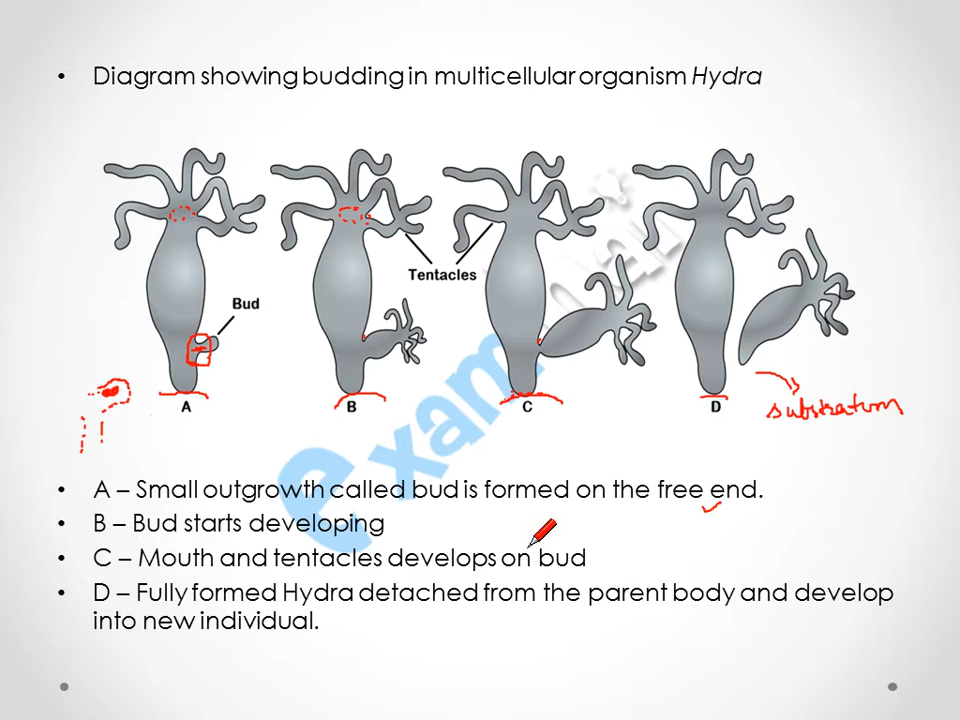 • Diagram showing budding in multicellular organism Hydra
Tentacles
Bud
A
B
C
D
substratum
• A – Small outgrowth called bud is formed on the free end.
• B – Bud starts developing
• C – Mouth and tentacles develops on bud
• D – Fully formed Hydra detached from the parent body and develop
into new individual.